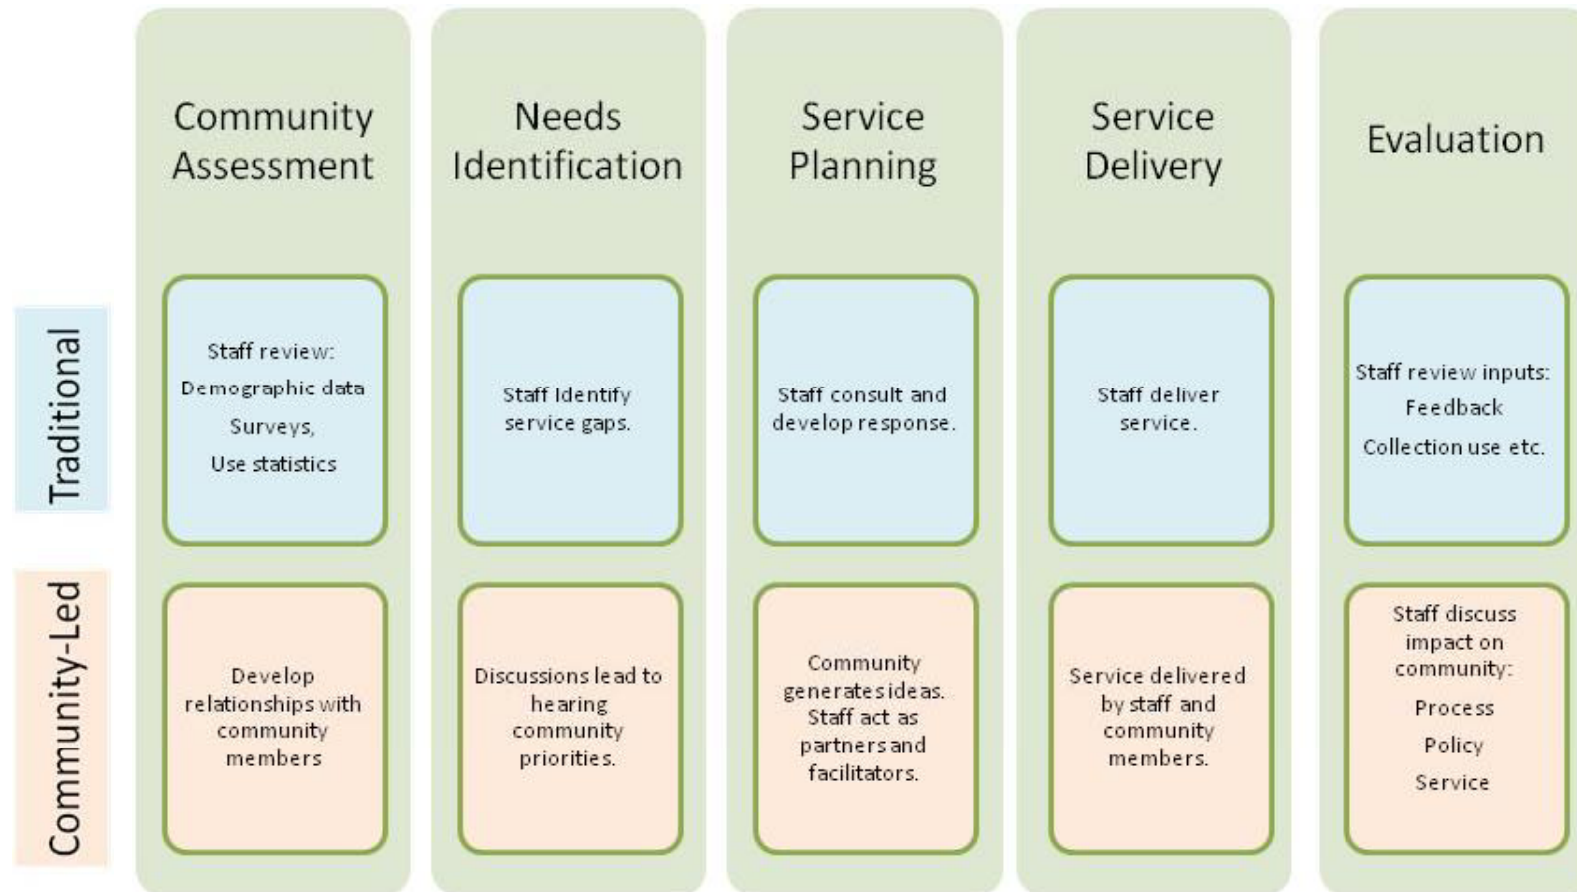 Community
Assessment
Needs
Identification
Service
Planning
Service
Delivery
Evaluation
Traditional
Staff review:
Demographic data
Surveys,
Use statistics
Staff Identify
service gaps.
Staff consult and
develop response.
Staff deliver
service.
Staff review inputs:
Feedback
Collection use etc.
Community-Led
Develop
relationships with
community
members
Discussions lead to
hearing
community
priorities.
Community
generates ideas.
Staff act as
partners and
facilitators.
Service delivered
by staff and
community
members.
Staff discuss
impact on
community:
Process
Policy
Service